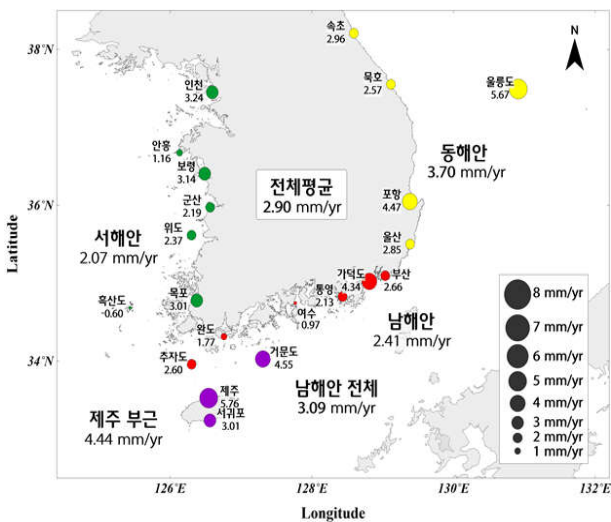 38°N
36°N
34°N
Latitude
126°E
128°E
130°E
132°E
Longitude
N
속초
2.96
묵호
2.57
울릉도
5.67
인천
3.24
안흥
1.16
보령
3.14
군산
2.19
위도
2.37
서해안
2.07 mm/yr
전체평균
2.90 mm/yr
동해안
3.70 mm/yr
포항
4.47
울산
2.85
가덕도
4.34
부산
2.66
통영
2.13
여수
0.97
목포
3.01
흑산도
-0.60
완도
1.77
추자도
2.60
거문도
4.55
남해안
2.41 mm/yr
남해안 전체
3.09 mm/yr
제주
5.76
서귀포
3.01
제주 부근
4.44 mm/yr
8 mm/yr
7 mm/yr
6 mm/yr
5 mm/yr
4 mm/yr
3 mm/yr
2 mm/yr
1 mm/yr